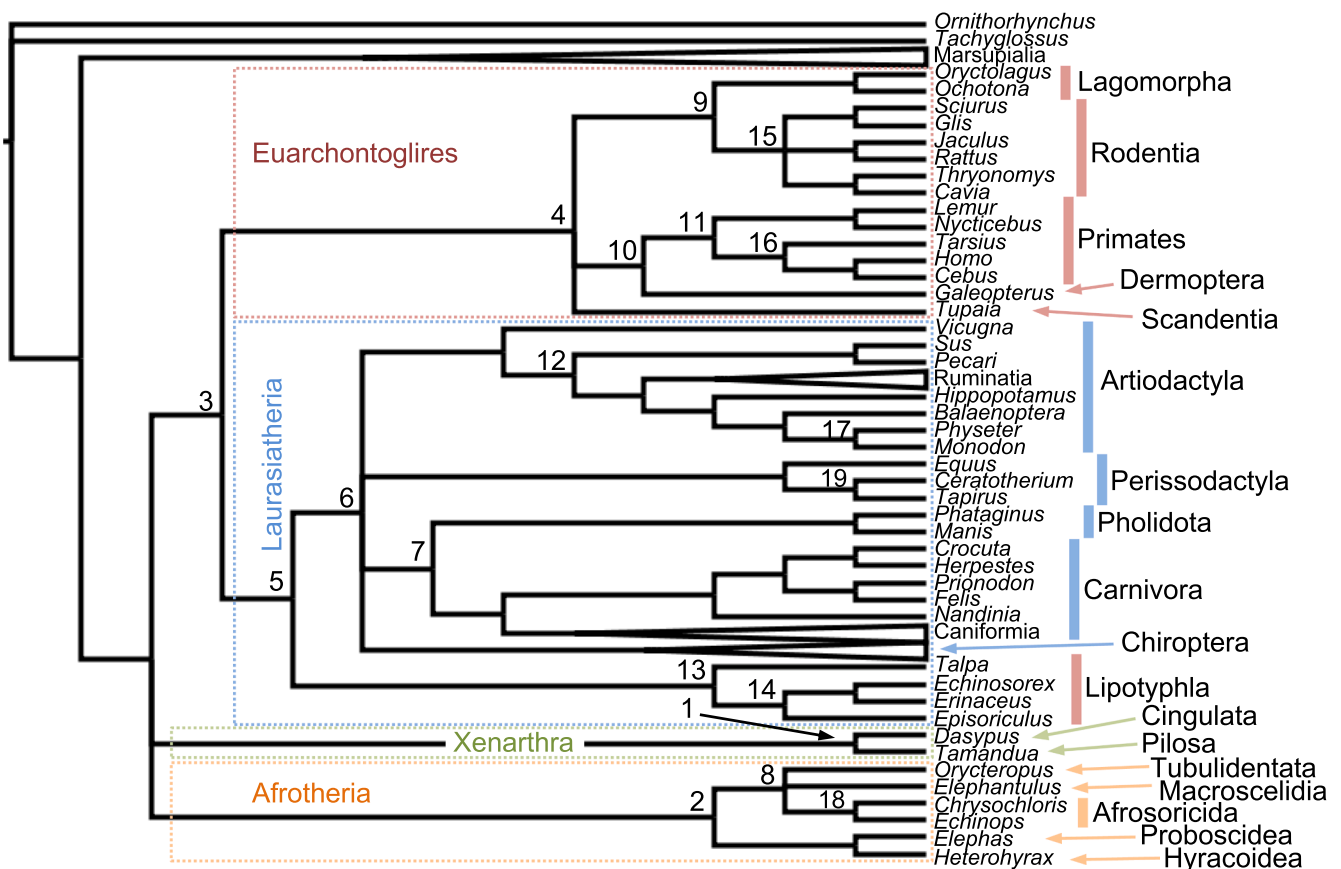 Ornithorhynchus
Tachyglossus
Marsupialia
Oryctolagus
Lagomorpha
Ochotona
9
Sciurus
Glis
15
Jaculus
Euarchontoglires
Rodentia
Rattus
Thryonomys
Cavia
Lemur
4
11
Nycticebus
16
Tarsius
Primates
10
Homo
Cebus
Dermoptera
Galeopterus
Tupaia
Scandentia
Vicugna
Sus
12
Pecari
Ruminatia
Artiodactyla
Hippopotamus
3
Balaenoptera
17
Physeter
Monodon
Laurasiatheria
Equus
19
Ceratotherium
Perissodactyla
6
Tapirus
Phataginus
Pholidota
Manis
7
Crocuta
Herpestes
5
Prionodon
Carnivora
Felis
Nandinia
Caniformia
Chiroptera
13
Talpa
14
Echinosorex
Lipotyphla
Erinaceus
1
Episoriculus
Cingulata
Dasypus
Xenarthra
Pilosa
Tamandua
8
Orycteropus
Tubulidentata
Elephantulus
Macroscelidia
Afrotheria
2
18
Chrysochloris
Afrosoricida
Echinops
Elephas
Proboscidea
Heterohyrax
Hyracoidea